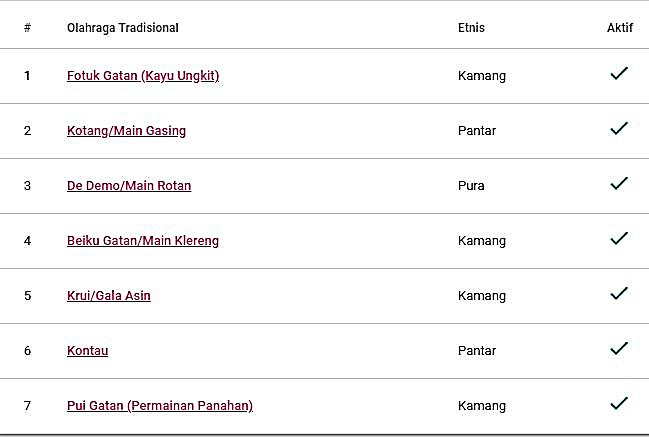 # Olahraga Tradisional Etnis Aktif
1 Fotuk Gatan (Kayu Ungkit) Kamang
2 Kotang/Main Gasing Pantar
3 De Demo/Main Rotan Pura
4 Beiku Gatan/Main Klereng Kamang
5 Krui/Gala Asin Kamang
6 Kontau Pantar
7 Pui Gatan (Permainan Panahan) Kamang